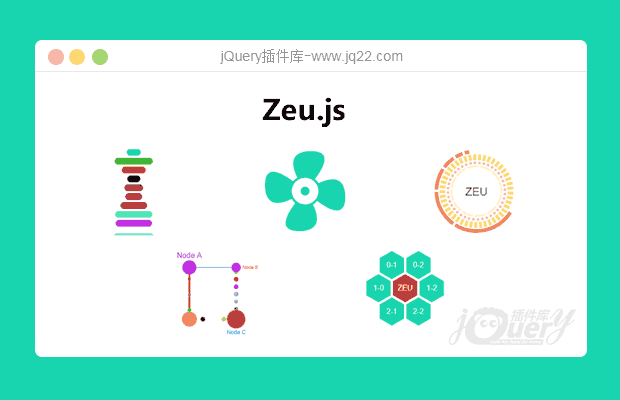 jQuery插件库-www.jq22.com
Zeu.js
ZEU
Node A
Node B
Node C
0-1
0-2
1-0
ZEU
1-2
2-1
2-2
jQuery
插件库